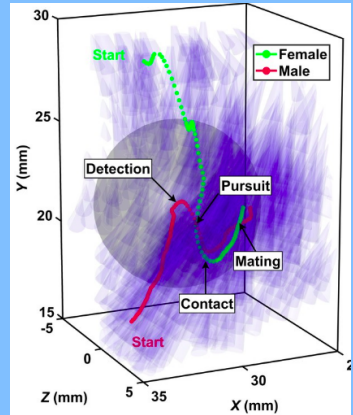 30
Start
Female
Male
25
Y (mm)
Detection
Pursuit
20
Mating
Contact
15
Start
-5
0
5
Z (mm)
35
30
2
X (mm)